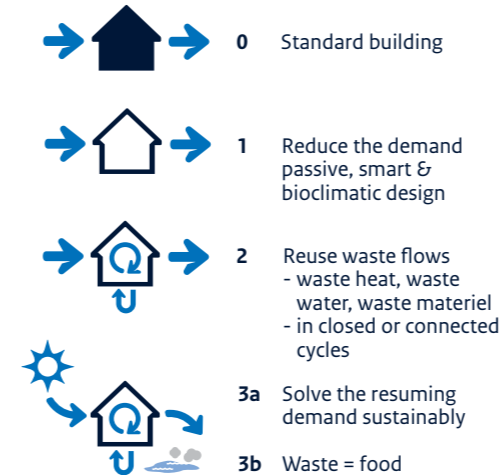 0 Standard building
1 Reduce the demand
passive, smart &
bioclimatic design
2 Reuse waste flows
- waste heat, waste
water, waste materiel
- in closed or connected
cycles
3a Solve the resuming
demand sustainably
3b Waste = food